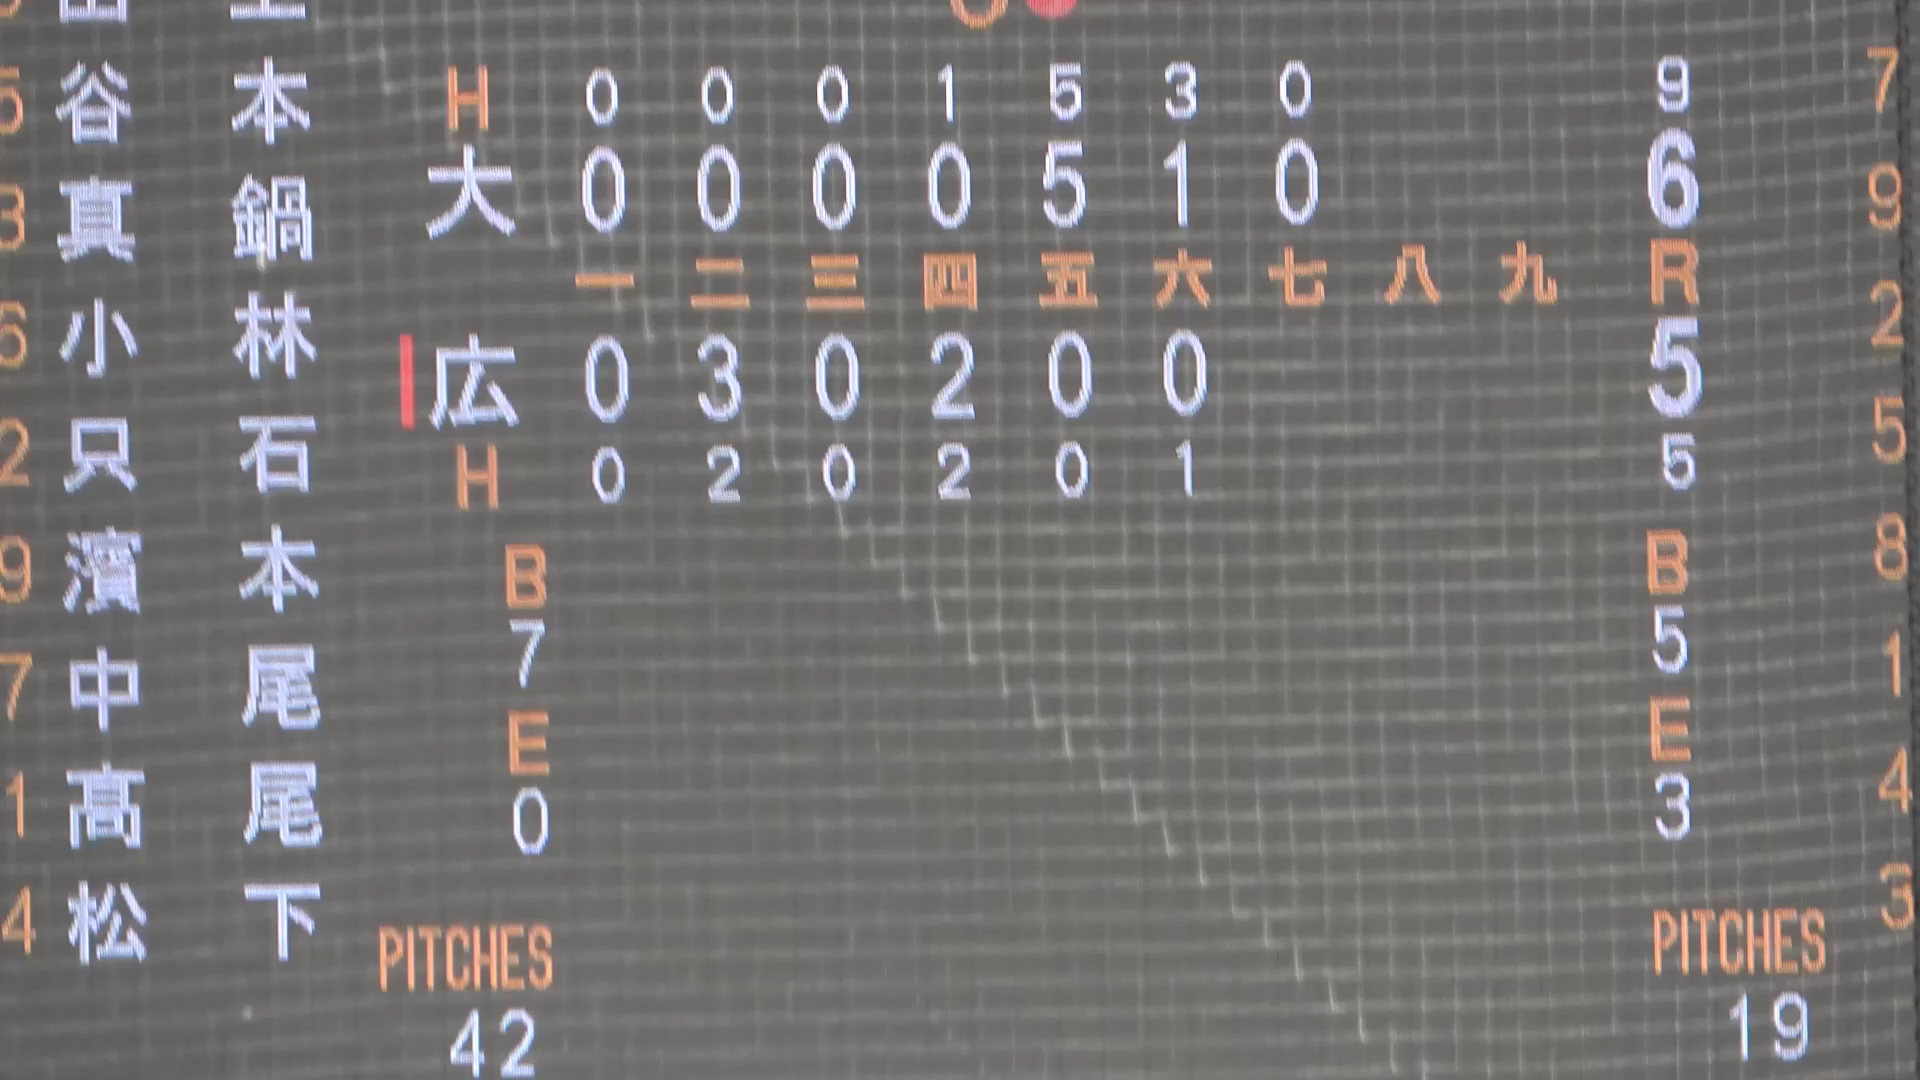 5 谷本 H 0 0 0 1 5 3 0 9 7
3 真鍋 大 0 0 0 0 5 1 0 6 9
一 二 三 四 五 六 七 八 九 R
6 小林 広 0 3 0 2 0 0 5 2
2 只石 H 0 2 0 2 0 1 5 5
9 濱本 B B 8
7 5
7 中尾 E E 1
1 髙尾 0 3 4
4 松下 3
PITCHES PITCHES
42 19